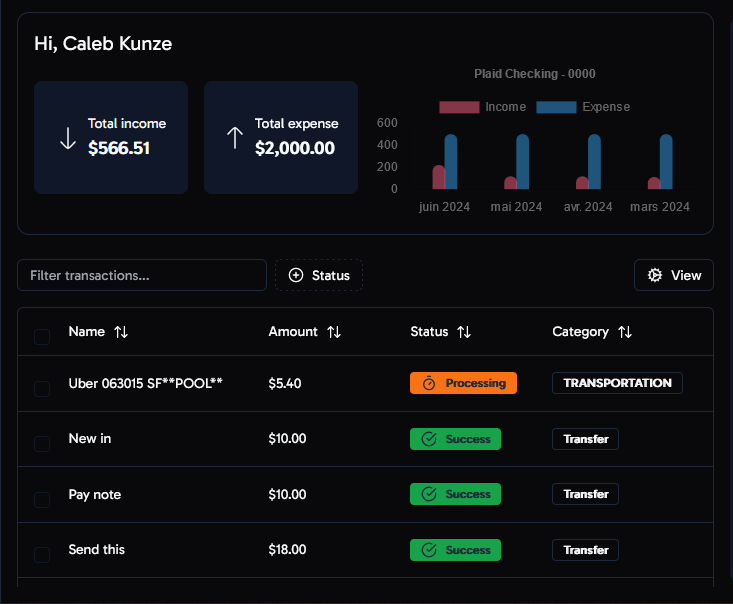 Hi, Caleb Kunze
Total income
$566.51
Total expense
$2,000.00
Plaid Checking - 0000
Income Expense
600
400
200
0
juin 2024 mai 2024 avr. 2024 mars 2024
Filter transactions... Status View
Name Amount Status Category
Uber 063015 SF**POOL** $5.40 Processing TRANSPORTATION
New in $10.00 Success Transfer
Pay note $10.00 Success Transfer
Send this $18.00 Success Transfer